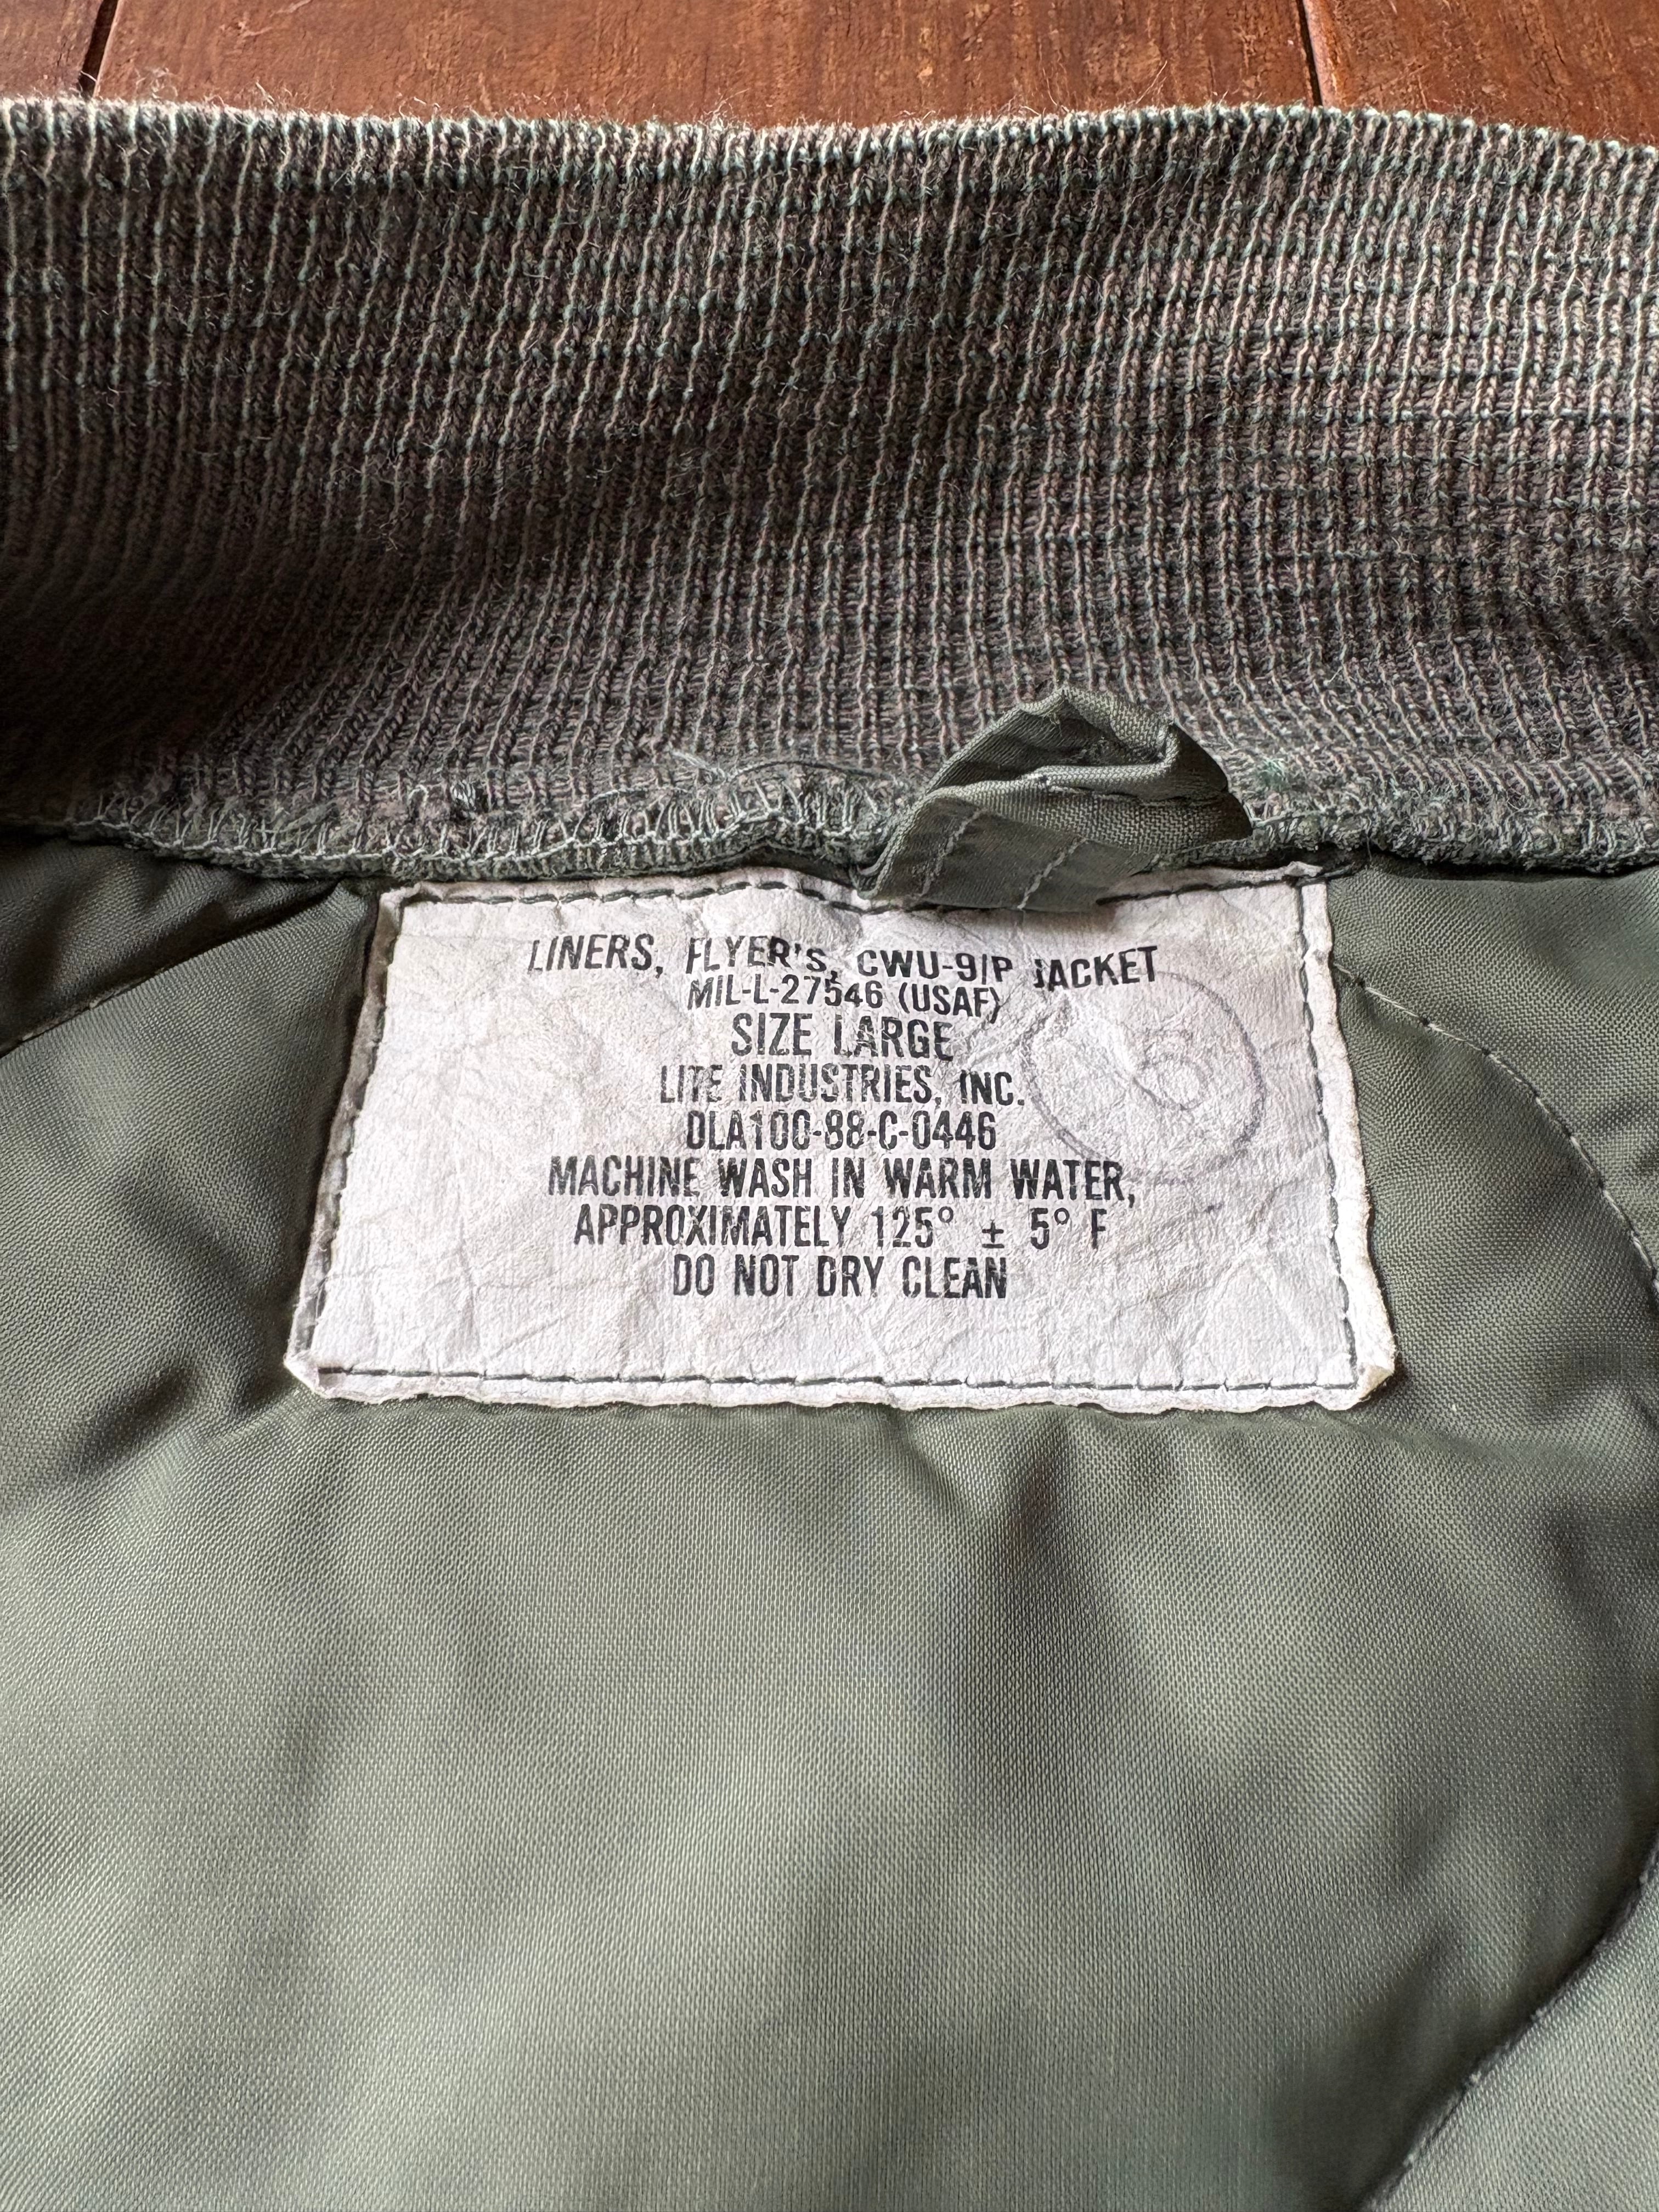 LINERS, FLYER'S, CWU-9/P JACKET
MIL-L-27546 (USAF)
SIZE LARGE
LITE INDUSTRIES, INC.
DLA100-88-C-0446
MACHINE WASH IN WARM WATER,
APPROXIMATELY 125° ± 5° F
DO NOT DRY CLEAN